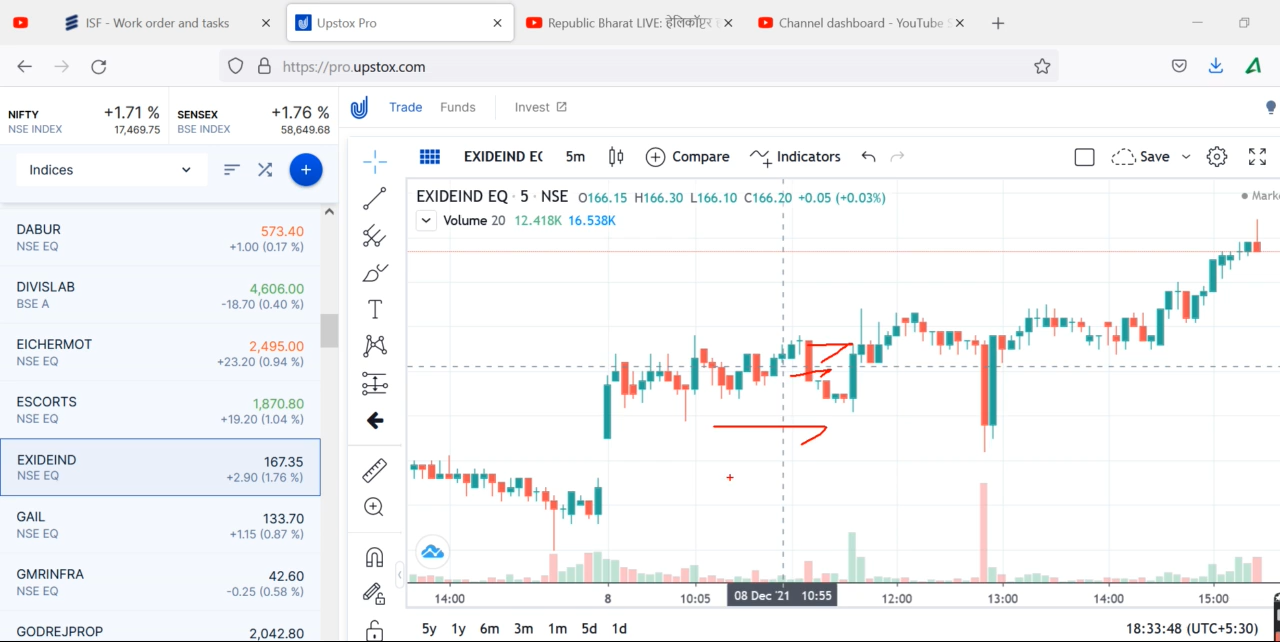 ISF - Work order and tasks
Upstox Pro
Republic Bharat LIVE: हेलिकॉप्टर
Channel dashboard - YouTube
https://pro.upstox.com
NIFTY
+1.71 %
NSE INDEX
17,469.75
SENSEX
+1.76 %
BSE INDEX
58,649.68
Trade
Funds
Invest
Indices
EXIDEIND EC
5m
Compare
Indicators
Save
EXIDEIND EQ · 5 · NSE O166.15 H166.30 L166.10 C166.20 +0.05 (+0.03%)
Volume 20 12.418K 16.538K
DABUR
573.40
NSE EQ
+1.00 (0.17 %)
DIVISLAB
4,606.00
BSE A
-18.70 (0.40 %)
EICHERMOT
2,495.00
NSE EQ
+23.20 (0.94 %)
ESCORTS
1,870.80
NSE EQ
+19.20 (1.04 %)
EXIDEIND
167.35
NSE EQ
+2.90 (1.76 %)
GAIL
133.70
NSE EQ
+1.15 (0.87 %)
GMRINFRA
42.60
NSE EQ
-0.25 (0.58 %)
GODREJPROP
2,042.80
14:00 8 10:05 08 Dec '21 10:55 12:00 13:00 14:00 15:00
5y 1y 6m 3m 1m 5d 1d
18:33:48 (UTC+5:30)